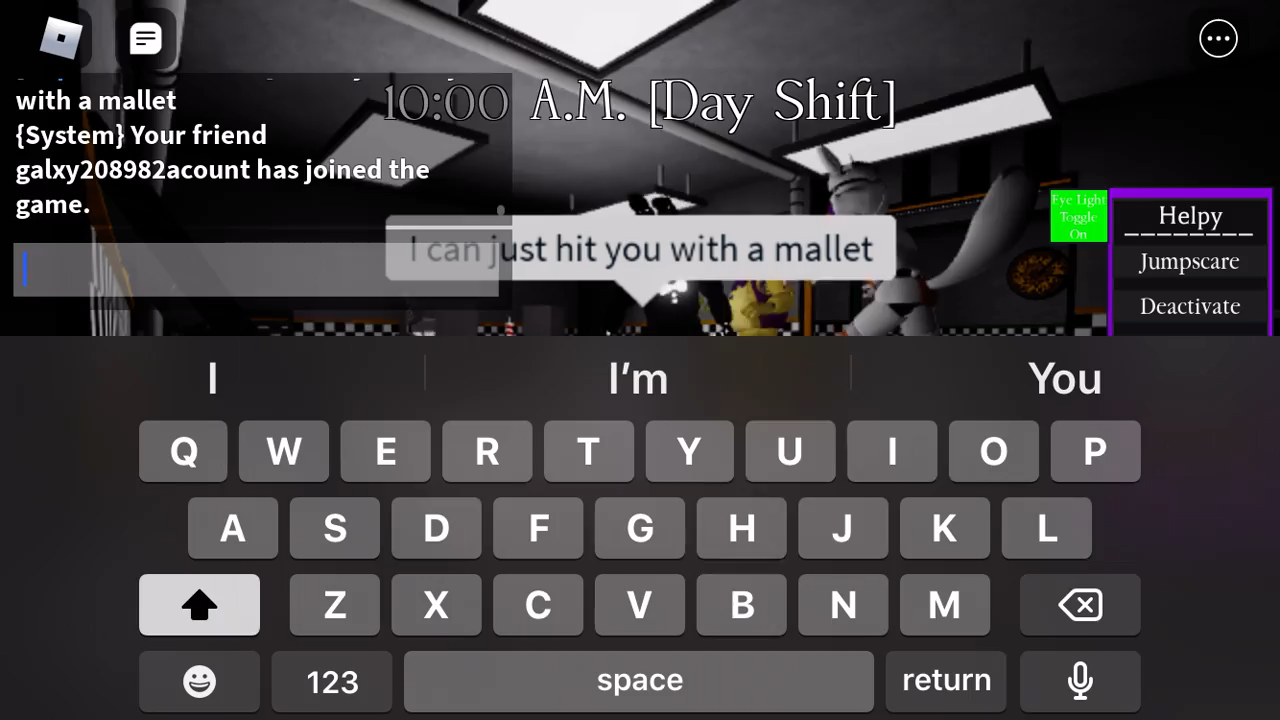 with a mallet
{System} Your friend
galxy208982acount has joined the
game.
10:00 A.M. [Day Shift]
I can just hit you with a mallet
Eye Light
Toggle
On
Helpy
________
Jumpscare
Deactivate
I I’m You
Q W E R T Y U I O P
A S D F G H J K L
Z X C V B N M
123 space return